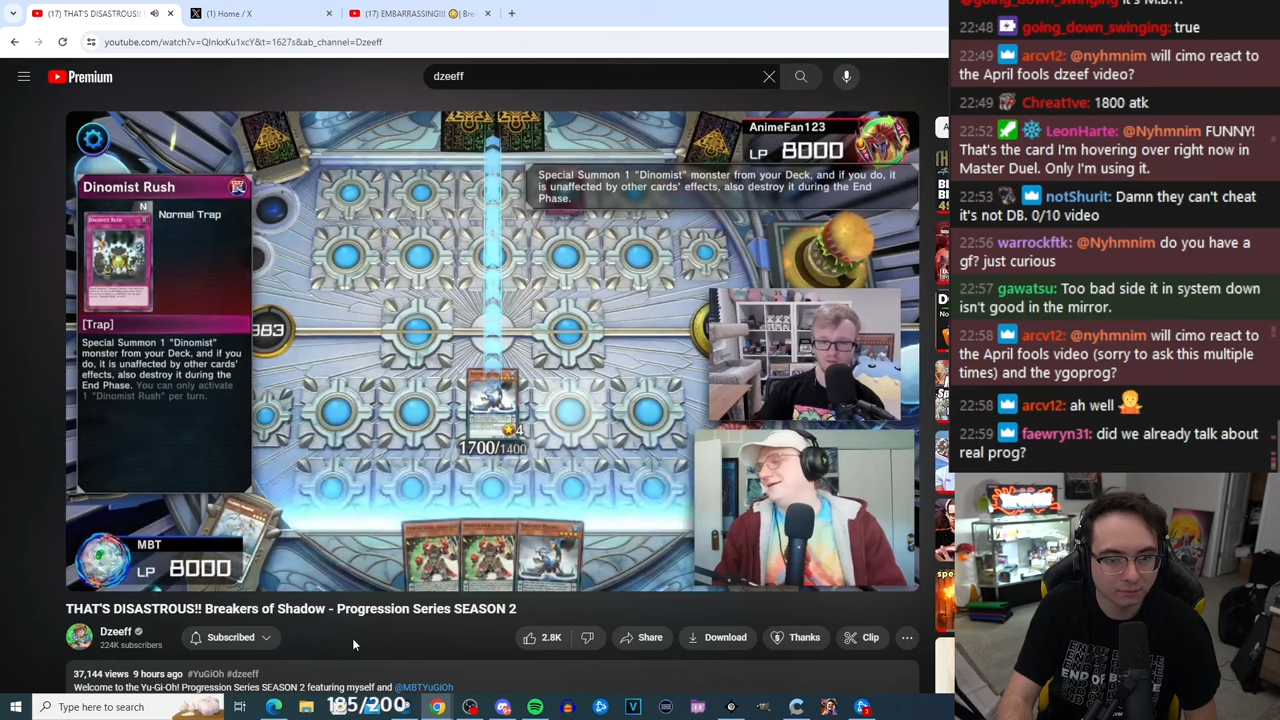 (17) THAT'S DISASTROUS!! B
(1) Home / X
(17) EMBARRASSING!!!
Bre
youtube.com/watch?v=QInkxKu1xcY&t=1627s&ab_channel=Dzeeff
Premium
dzeeff
AnimeFan123
LP 8000
Dinomist Rush
N
Normal Trap
[Trap]
Special Summon 1 "Dinomist"
monster from your Deck, and if you
do, it is unaffected by other cards'
effects, also destroy it during the
End Phase. You can only activate
1 "Dinomist Rush" per turn.
Special Summon 1 "Dinomist" monster from your Deck, and if you do, it
is unaffected by other cards' effects, also destroy it during the End
Phase.
4
1700/1400
MBT
LP 8000
THAT'S DISASTROUS!! Breakers of Shadow - Progression Series SEASON 2
Dzeeff
224K subscribers
Subscribed
2.8K
Share
Download
Thanks
Clip
37,144 views 9 hours ago #YuGiOh #dzeeff
Welcome to the Yu-Gi-Oh! Progression Series SEASON 2 featuring myself and @MBTYuGiOh
Type here to search
185/200
22:48 going_down_swinging: true
22:49 arcv12: @nyhmnim will cimo react to
the April fools dzeef video?
22:49 Chreat1ve: 1800 atk
22:52 LeonHarte: @Nyhmnim FUNNY!
That's the card I'm hovering over right now in
Master Duel. Only I'm using it.
22:53 notShurit: Damn they can't cheat
it's not DB. 0/10 video
22:56 warrockftk: @Nyhmnim do you have a
gf? just curious
22:57 gawatsu: Too bad side it in system down
isn't good in the mirror.
22:58 arcv12: @nyhmnim will cimo react to
the April fools video (sorry to ask this multiple
times) and the ygoprog?
22:58 arcv12: ah well
22:59 faewryn31: did we already talk about
real prog?